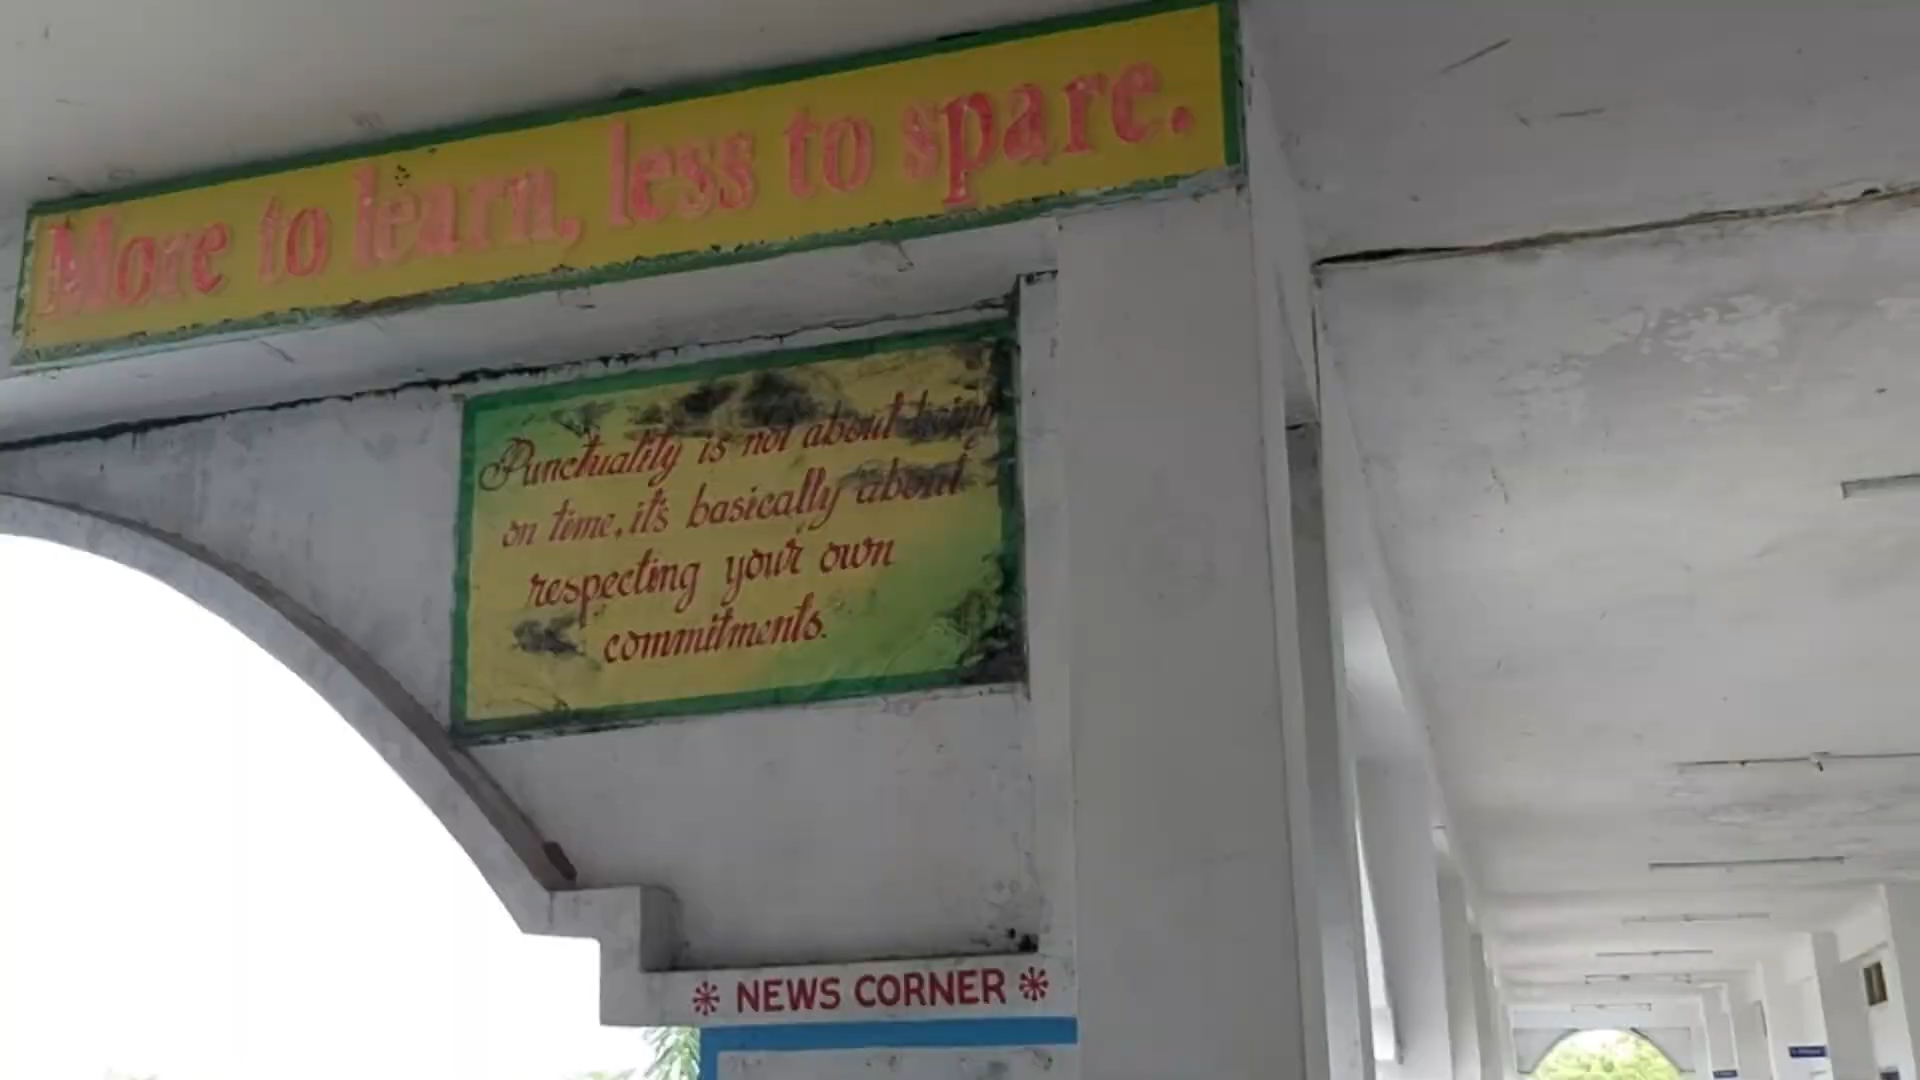 More to learn, less to spare.
Punctuality is not about being
on time, it's basically about
respecting your own
commitments.
NEWS CORNER